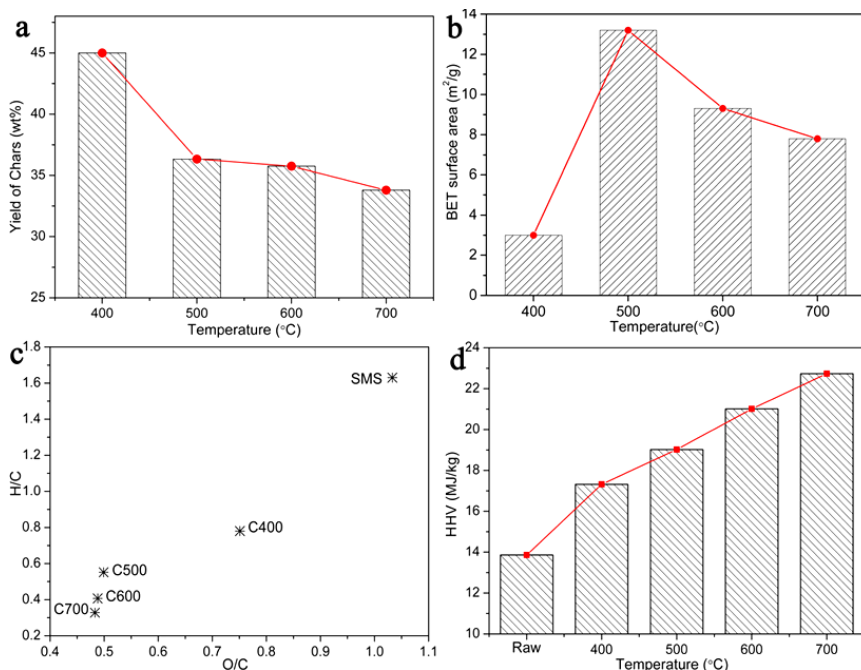 a
Yield of Chars (wt%)
45
40
35
30
25
400 500 600 700
Temperature (°C)
b
BET surface area (m²/g)
14
12
10
8
6
4
2
0
400 500 600 700
Temperature(°C)
c
H/C
1.8
1.6
1.4
1.2
1.0
0.8
0.6
0.4
0.2
SMS
C400
C500
C600
C700
0.4 0.5 0.6 0.7 0.8 0.9 1.0 1.1
O/C
d
HHV (MJ/kg)
24
22
20
18
16
14
12
10
Raw 400 500 600 700
Temperature (°C)